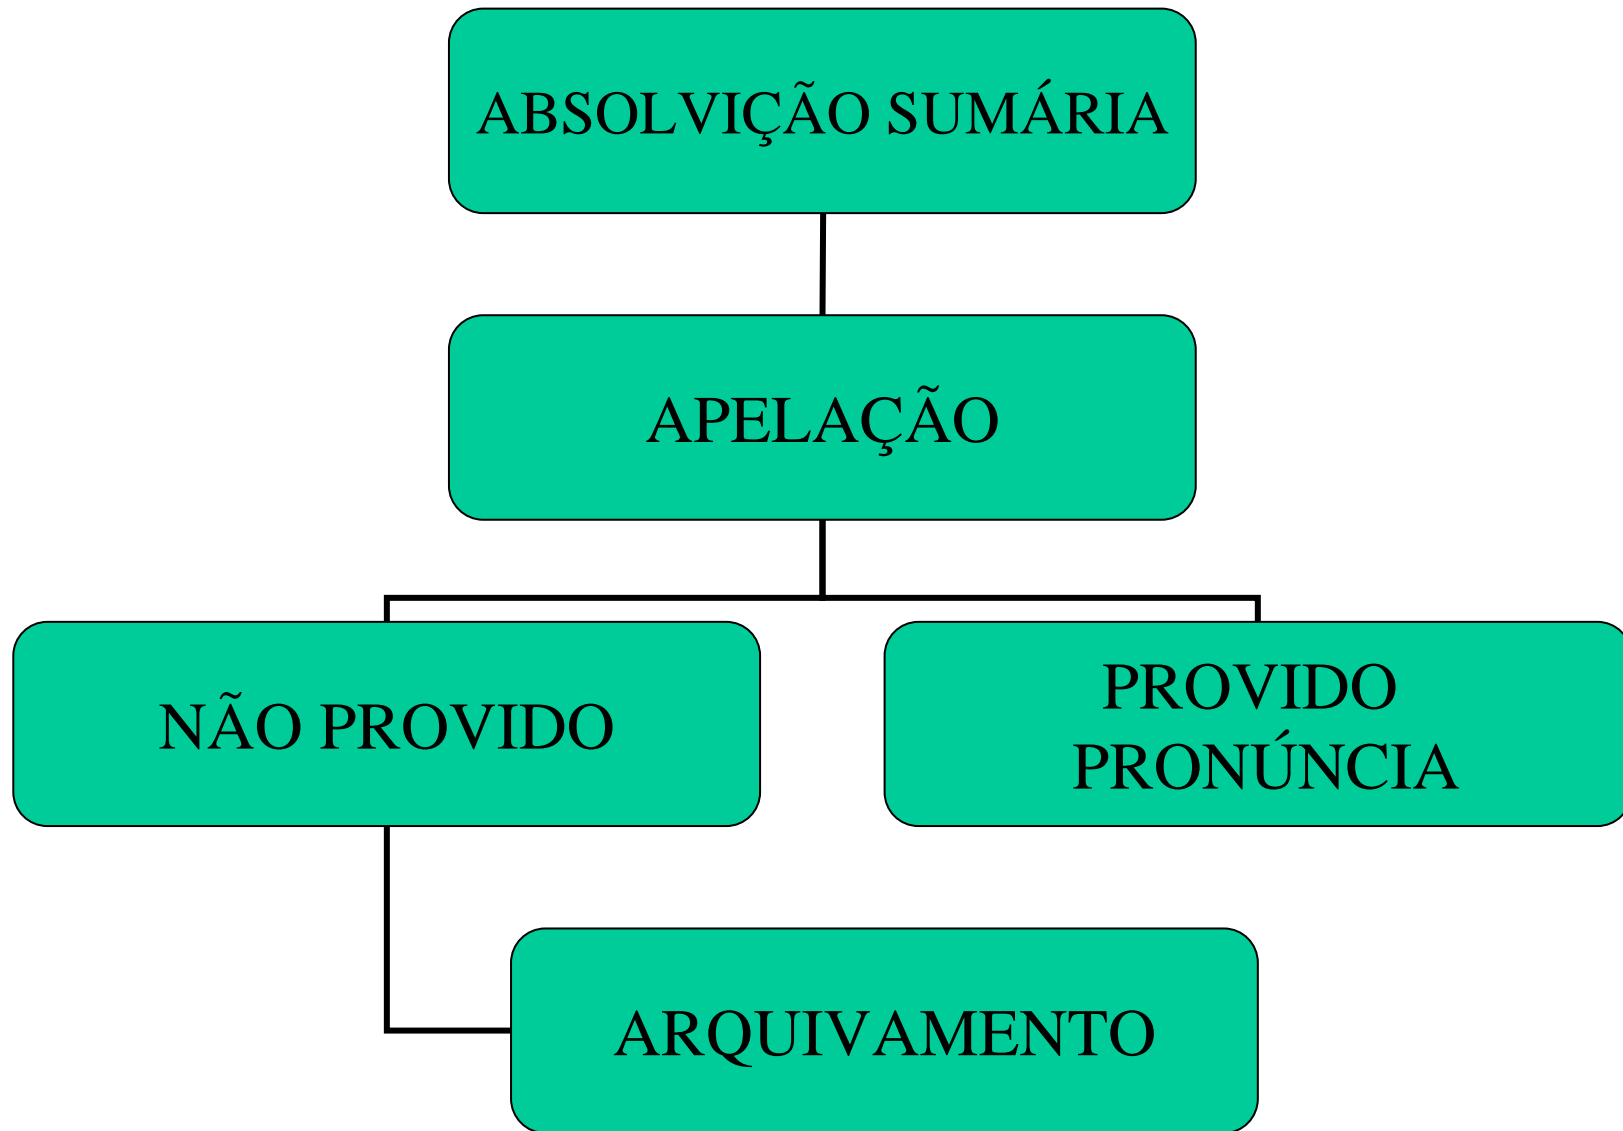 ABSOLVIÇÃO SUMÁRIA
APELAÇÃO
NÃO PROVIDO
PROVIDO
PRONÚNCIA
ARQUIVAMENTO